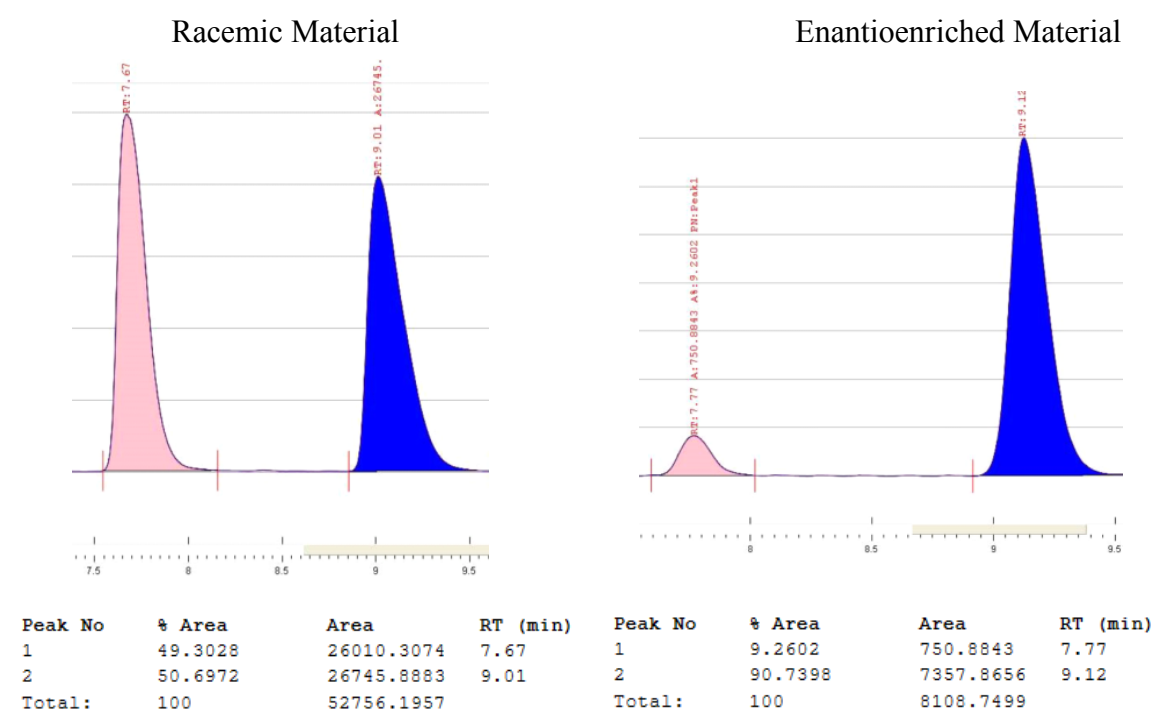 Racemic Material
Enantioenriched Material
RT:7.67
RT:9.01 A:26745.
RT:7.77 A:750.8843 A%:9.2602 PN:Peak1
RT:9.12
7.5 8 8.5 9 9.5
8 8.5 9 9.5
Peak No % Area Area RT (min)
1 49.3028 26010.3074 7.67
2 50.6972 26745.8883 9.01
Total: 100 52756.1957
Peak No % Area Area RT (min)
1 9.2602 750.8843 7.77
2 90.7398 7357.8656 9.12
Total: 100 8108.7499